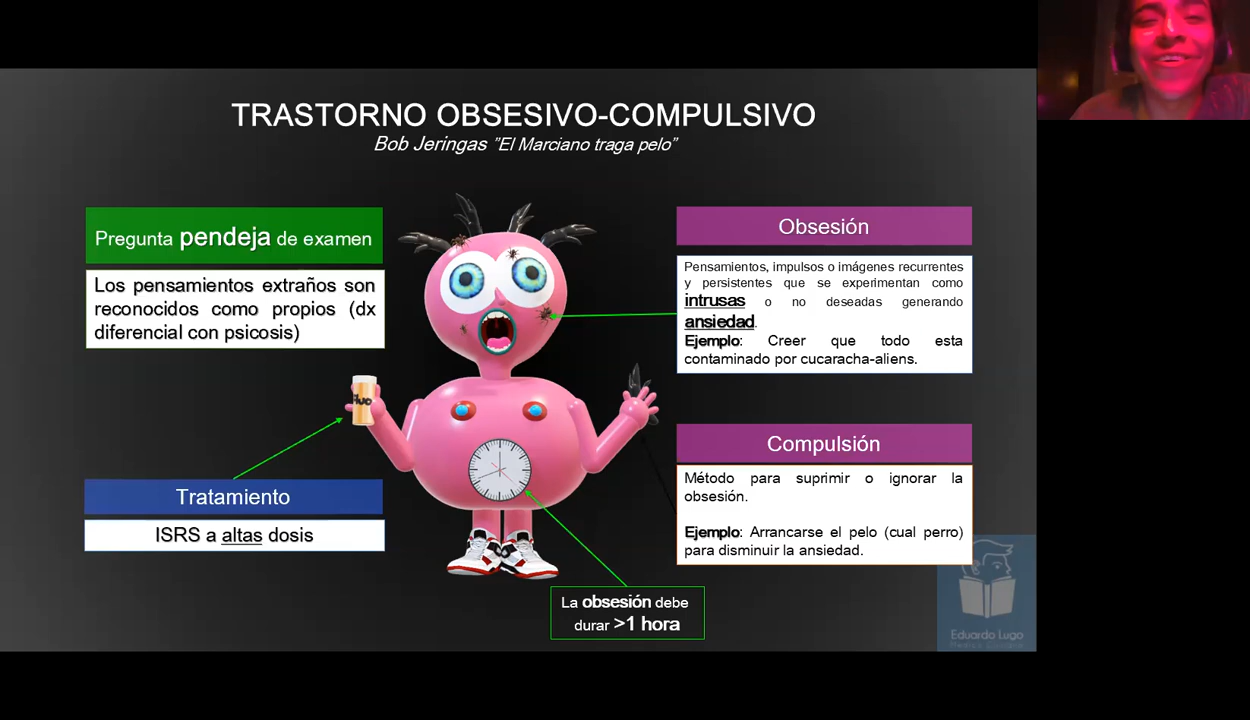 TRASTORNO OBSESIVO-COMPULSIVO
Bob Jeringas ”El Marciano traga pelo”
Pregunta pendeja de examen
Los pensamientos extraños son
reconocidos como propios (dx
diferencial con psicosis)
Fluo
Tratamiento
ISRS a altas dosis
Obsesión
Pensamientos, impulsos o imágenes recurrentes
y persistentes que se experimentan como
intrusas o no deseadas generando
ansiedad.
Ejemplo: Creer que todo esta
contaminado por cucaracha-aliens.
Compulsión
Método para suprimir o ignorar la
obsesión.
Ejemplo: Arrancarse el pelo (cual perro)
para disminuir la ansiedad.
La obsesión debe
durar >1 hora
Eduardo Lugo